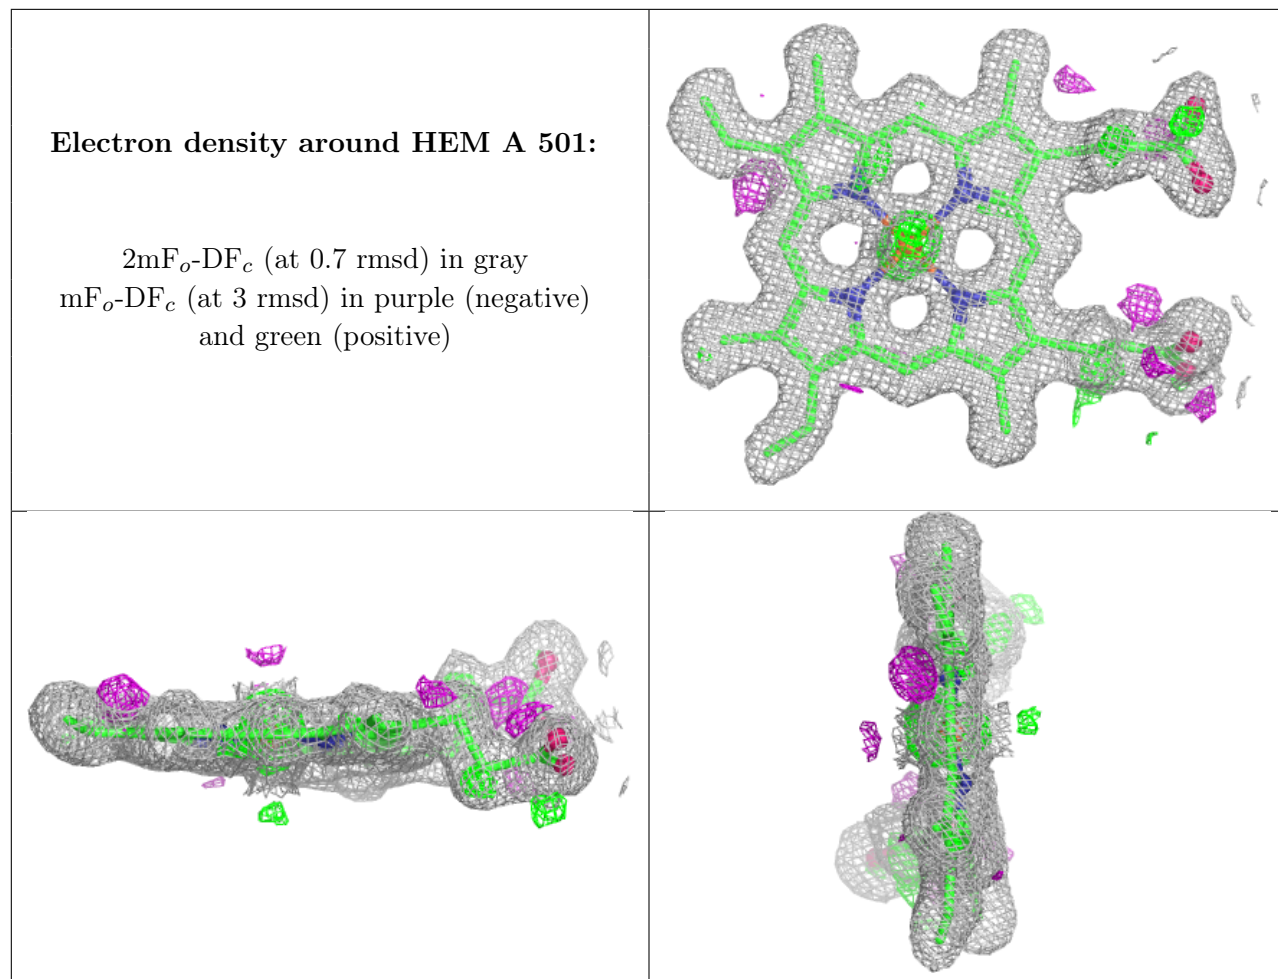 Electron density around HEM A 501:
2mFₒ-DF𝒸 (at 0.7 rmsd) in gray
mFₒ-DF𝒸 (at 3 rmsd) in purple (negative)
and green (positive)